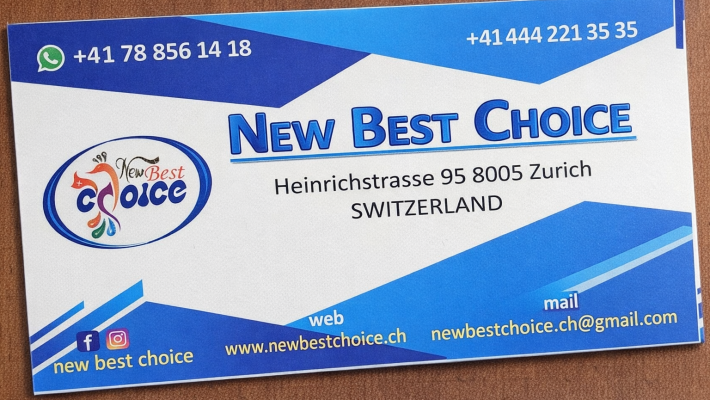 +41 78 856 14 18
+41 444 221 35 35
NEW BEST CHOICE
New Best
choice
Heinrichstrasse 95 8005 Zurich
SWITZERLAND
web
www.newbestchoice.ch
mail
newbestchoice.ch@gmail.com
new best choice